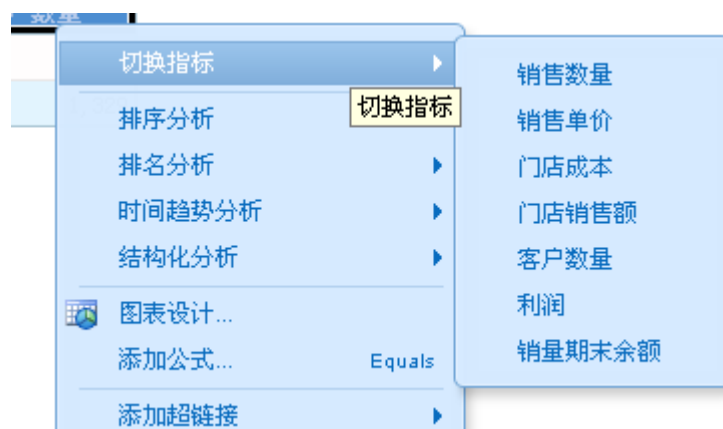 数量
切换指标
切换指标
排序分析
排名分析
时间趋势分析
结构化分析
图表设计...
添加公式... Equals
添加超链接
销售数量
销售单价
门店成本
门店销售额
客户数量
利润
销量期末余额